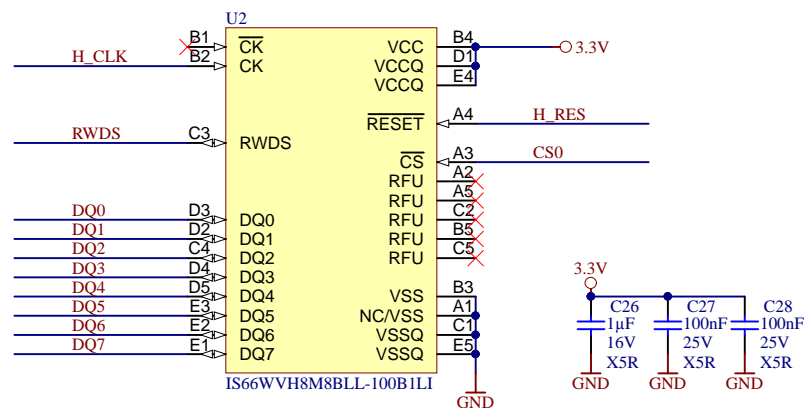 U2
B1 CK VCC B4 3.3V
H_CLK B2 CK VCCQ D1
VCCQ E4
RESET A4 H_RES
RWDS C3 RWDS
CS A3 CS0
RFU A2
RFU A5
DQ0 D3 DQ0 RFU C2
DQ1 D2 DQ1 RFU B5
DQ2 C4 DQ2 RFU C5
DQ3 D4 DQ3
DQ4 D5 DQ4 VSS B3
DQ5 E3 DQ5 NC/VSS A1
DQ6 E2 DQ6 VSSQ C1
DQ7 E1 DQ7 VSSQ E5
IS66WVH8M8BLL-100B1LI
GND
3.3V
C26 C27 C28
1µF 100nF 100nF
16V 25V 25V
X5R X5R X5R
GND GND GND